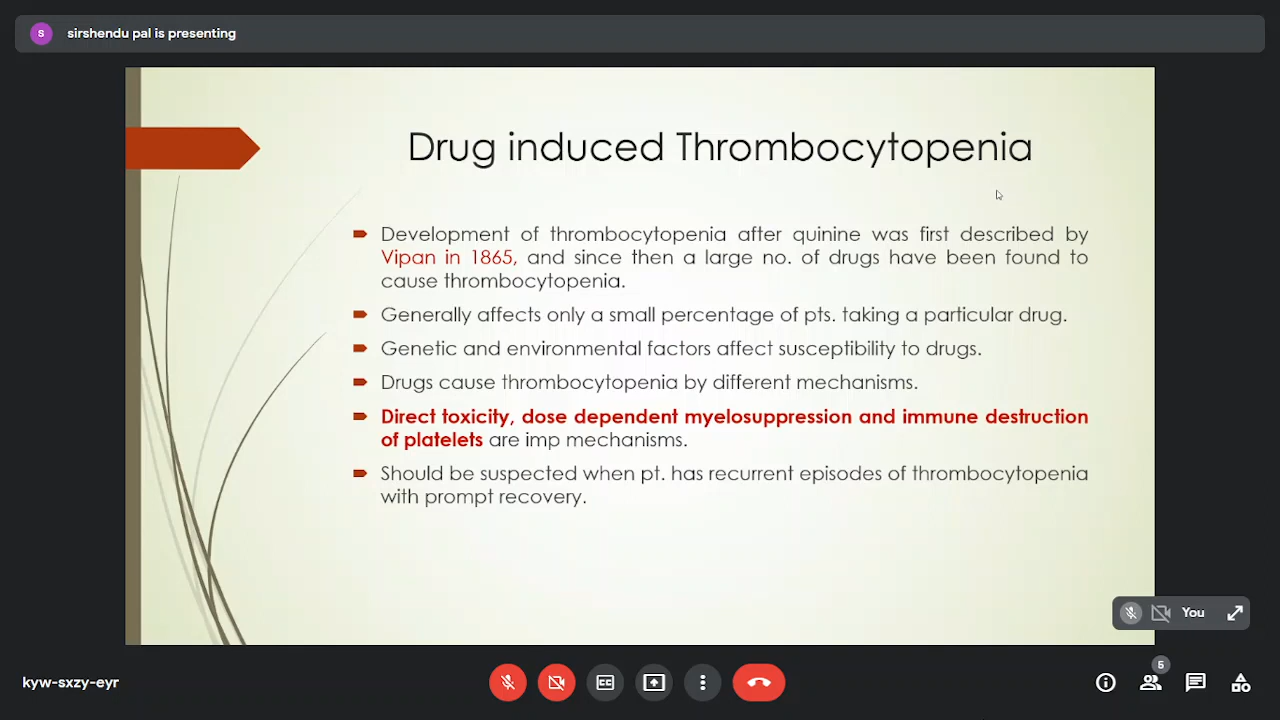 S
sirshendu pal is presenting
Drug induced Thrombocytopenia
Development of thrombocytopenia after quinine was first described by
Vipan in 1865, and since then a large no. of drugs have been found to
cause thrombocytopenia.
Generally affects only a small percentage of pts. taking a particular drug.
Genetic and environmental factors affect susceptibility to drugs.
Drugs cause thrombocytopenia by different mechanisms.
Direct toxicity, dose dependent myelosuppression and immune destruction
of platelets are imp mechanisms.
Should be suspected when pt. has recurrent episodes of thrombocytopenia
with prompt recovery.
You
kyw-sxzy-eyr
CC
5